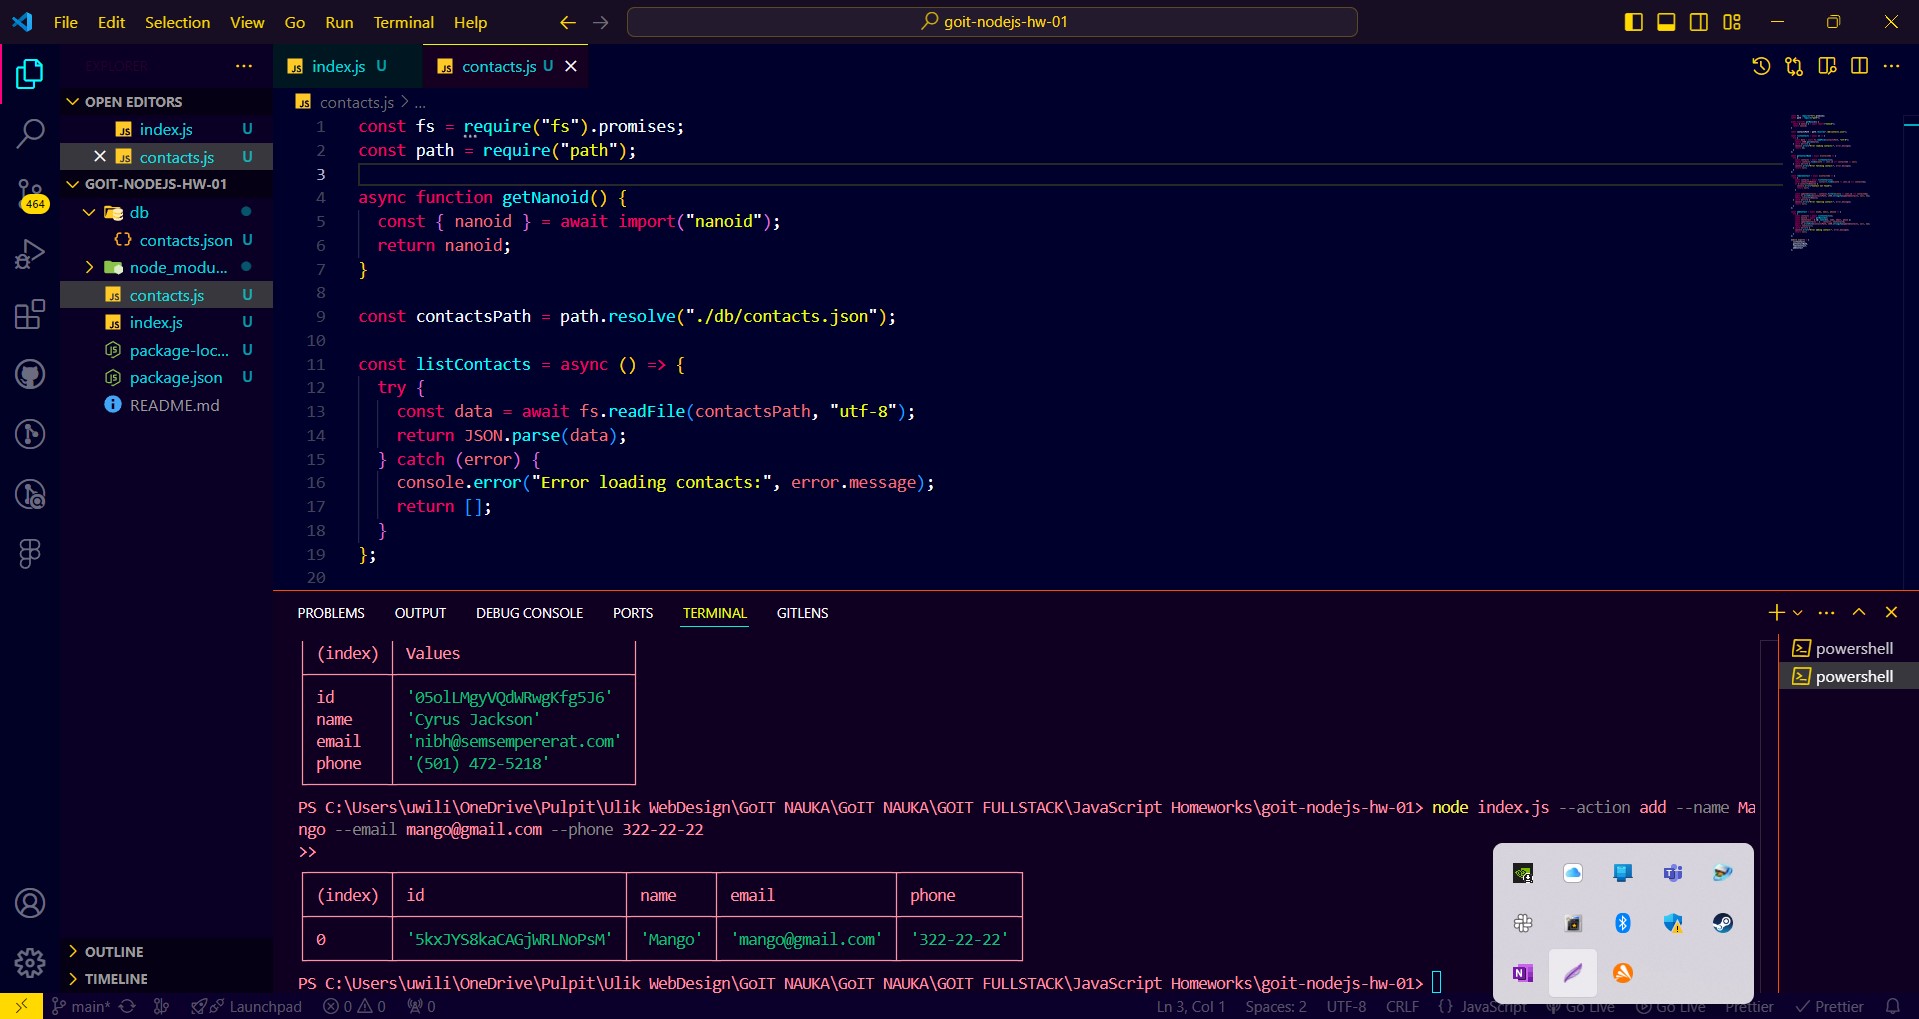 File Edit Selection View Go Run Terminal Help
goit-nodejs-hw-01
EXPLORER
index.js U
contacts.js U
OPEN EDITORS
index.js U
contacts.js U
GOIT-NODEJS-HW-01
db
contacts.json U
node_modu...
contacts.js U
index.js U
package-loc... U
package.json U
README.md
464
OUTLINE
TIMELINE
contacts.js > ...
1 const fs = require("fs").promises;
2 const path = require("path");
3
4 async function getNanoid() {
5 const { nanoid } = await import("nanoid");
6 return nanoid;
7 }
8
9 const contactsPath = path.resolve("./db/contacts.json");
10
11 const listContacts = async () => {
12 try {
13 const data = await fs.readFile(contactsPath, "utf-8");
14 return JSON.parse(data);
15 } catch (error) {
16 console.error("Error loading contacts:", error.message);
17 return [];
18 }
19 };
20
PROBLEMS OUTPUT DEBUG CONSOLE PORTS TERMINAL GITLENS
powershell
powershell
(index) Values
id '05olLMgyVQdWRwgKfg5J6'
name 'Cyrus Jackson'
email 'nibh@semsempererat.com'
phone '(501) 472-5218'
PS C:\Users\uwili\OneDrive\Pulpit\Ulik WebDesign\GoIT NAUKA\GoIT NAUKA\GOIT FULLSTACK\JavaScript Homeworks\goit-nodejs-hw-01> node index.js --action add --name Ma
ngo --email mango@gmail.com --phone 322-22-22
>>
(index) id name email phone
0 '5kxJYS8kaCAGjWRLNoPsM' 'Mango' 'mango@gmail.com' '322-22-22'
PS C:\Users\uwili\OneDrive\Pulpit\Ulik WebDesign\GoIT NAUKA\GoIT NAUKA\GOIT FULLSTACK\JavaScript Homeworks\goit-nodejs-hw-01>
main* Launchpad 0 0 0 Ln 3, Col 1 Spaces: 2 UTF-8 CRLF {} JavaScript Go Live Go Live Prettier Prettier